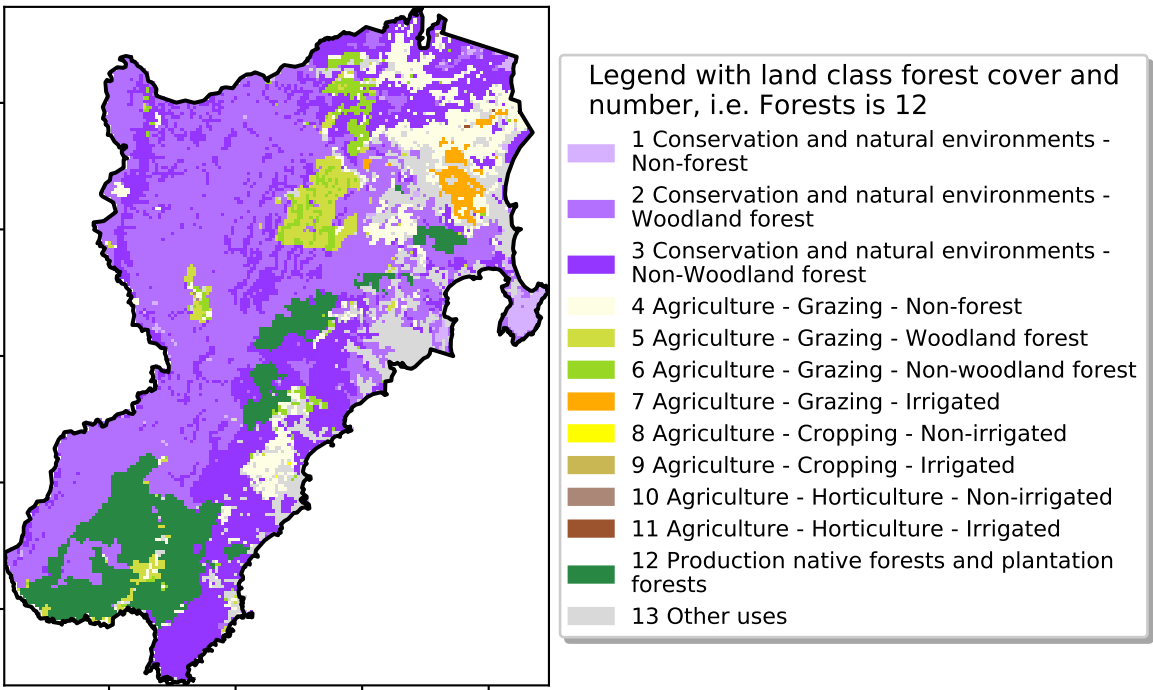 Legend with land class forest cover and
number, i.e. Forests is 12
1 Conservation and natural environments -
Non-forest
2 Conservation and natural environments -
Woodland forest
3 Conservation and natural environments -
Non-Woodland forest
4 Agriculture - Grazing - Non-forest
5 Agriculture - Grazing - Woodland forest
6 Agriculture - Grazing - Non-woodland forest
7 Agriculture - Grazing - Irrigated
8 Agriculture - Cropping - Non-irrigated
9 Agriculture - Cropping - Irrigated
10 Agriculture - Horticulture - Non-irrigated
11 Agriculture - Horticulture - Irrigated
12 Production native forests and plantation
forests
13 Other uses